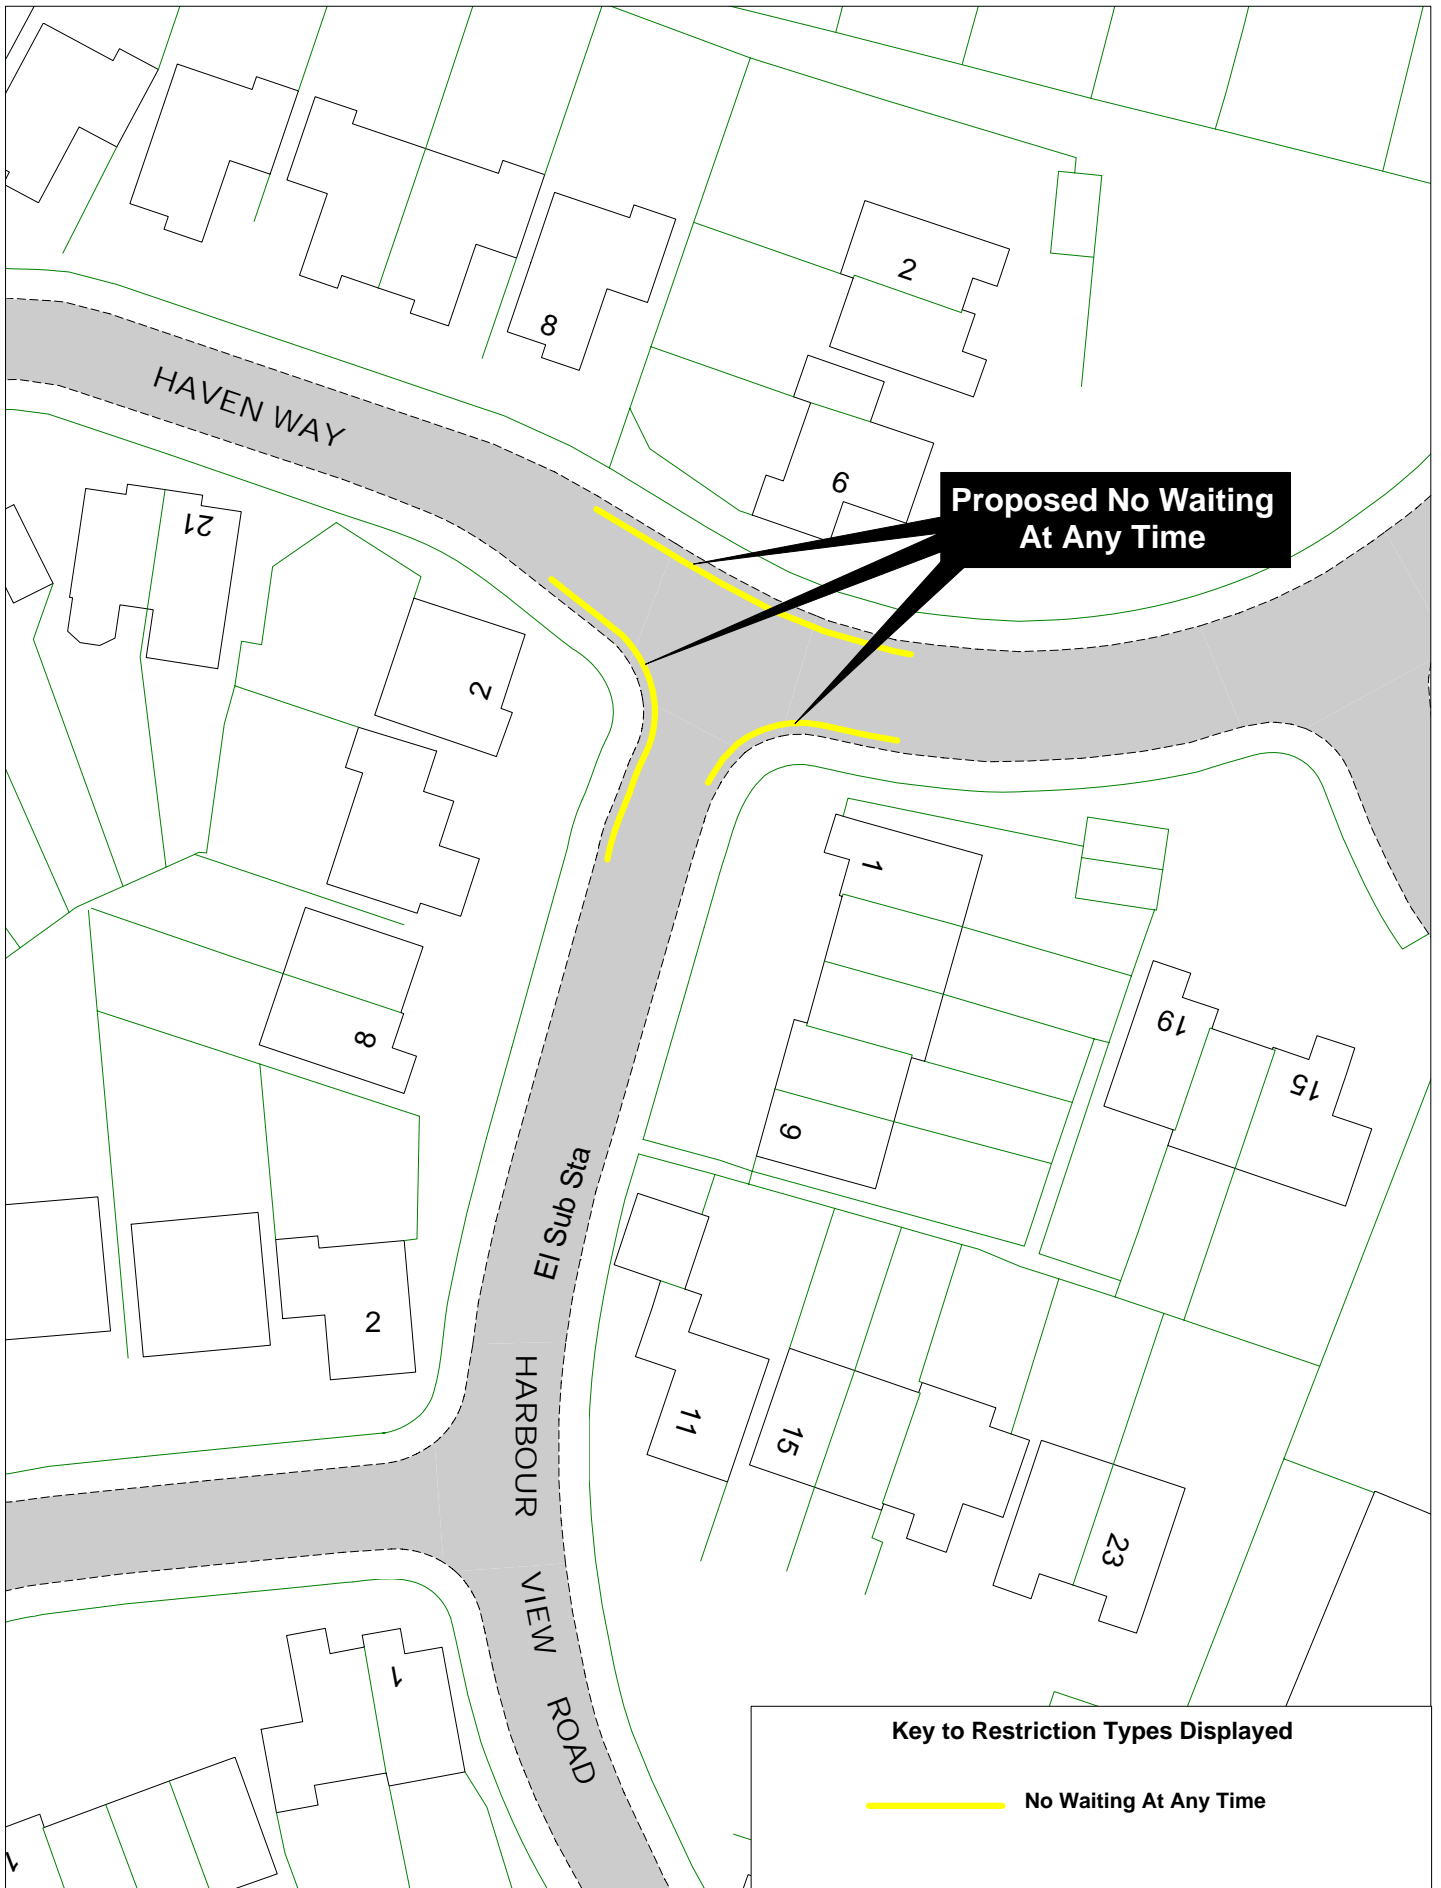 2
8
HAVEN WAY
6
Proposed No Waiting
At Any Time
21
2
1
19
8
15
9
El Sub Sta
2
HARBOUR
11
15
23
VIEW
1
ROAD
Key to Restriction Types Displayed
No Waiting At Any Time
1